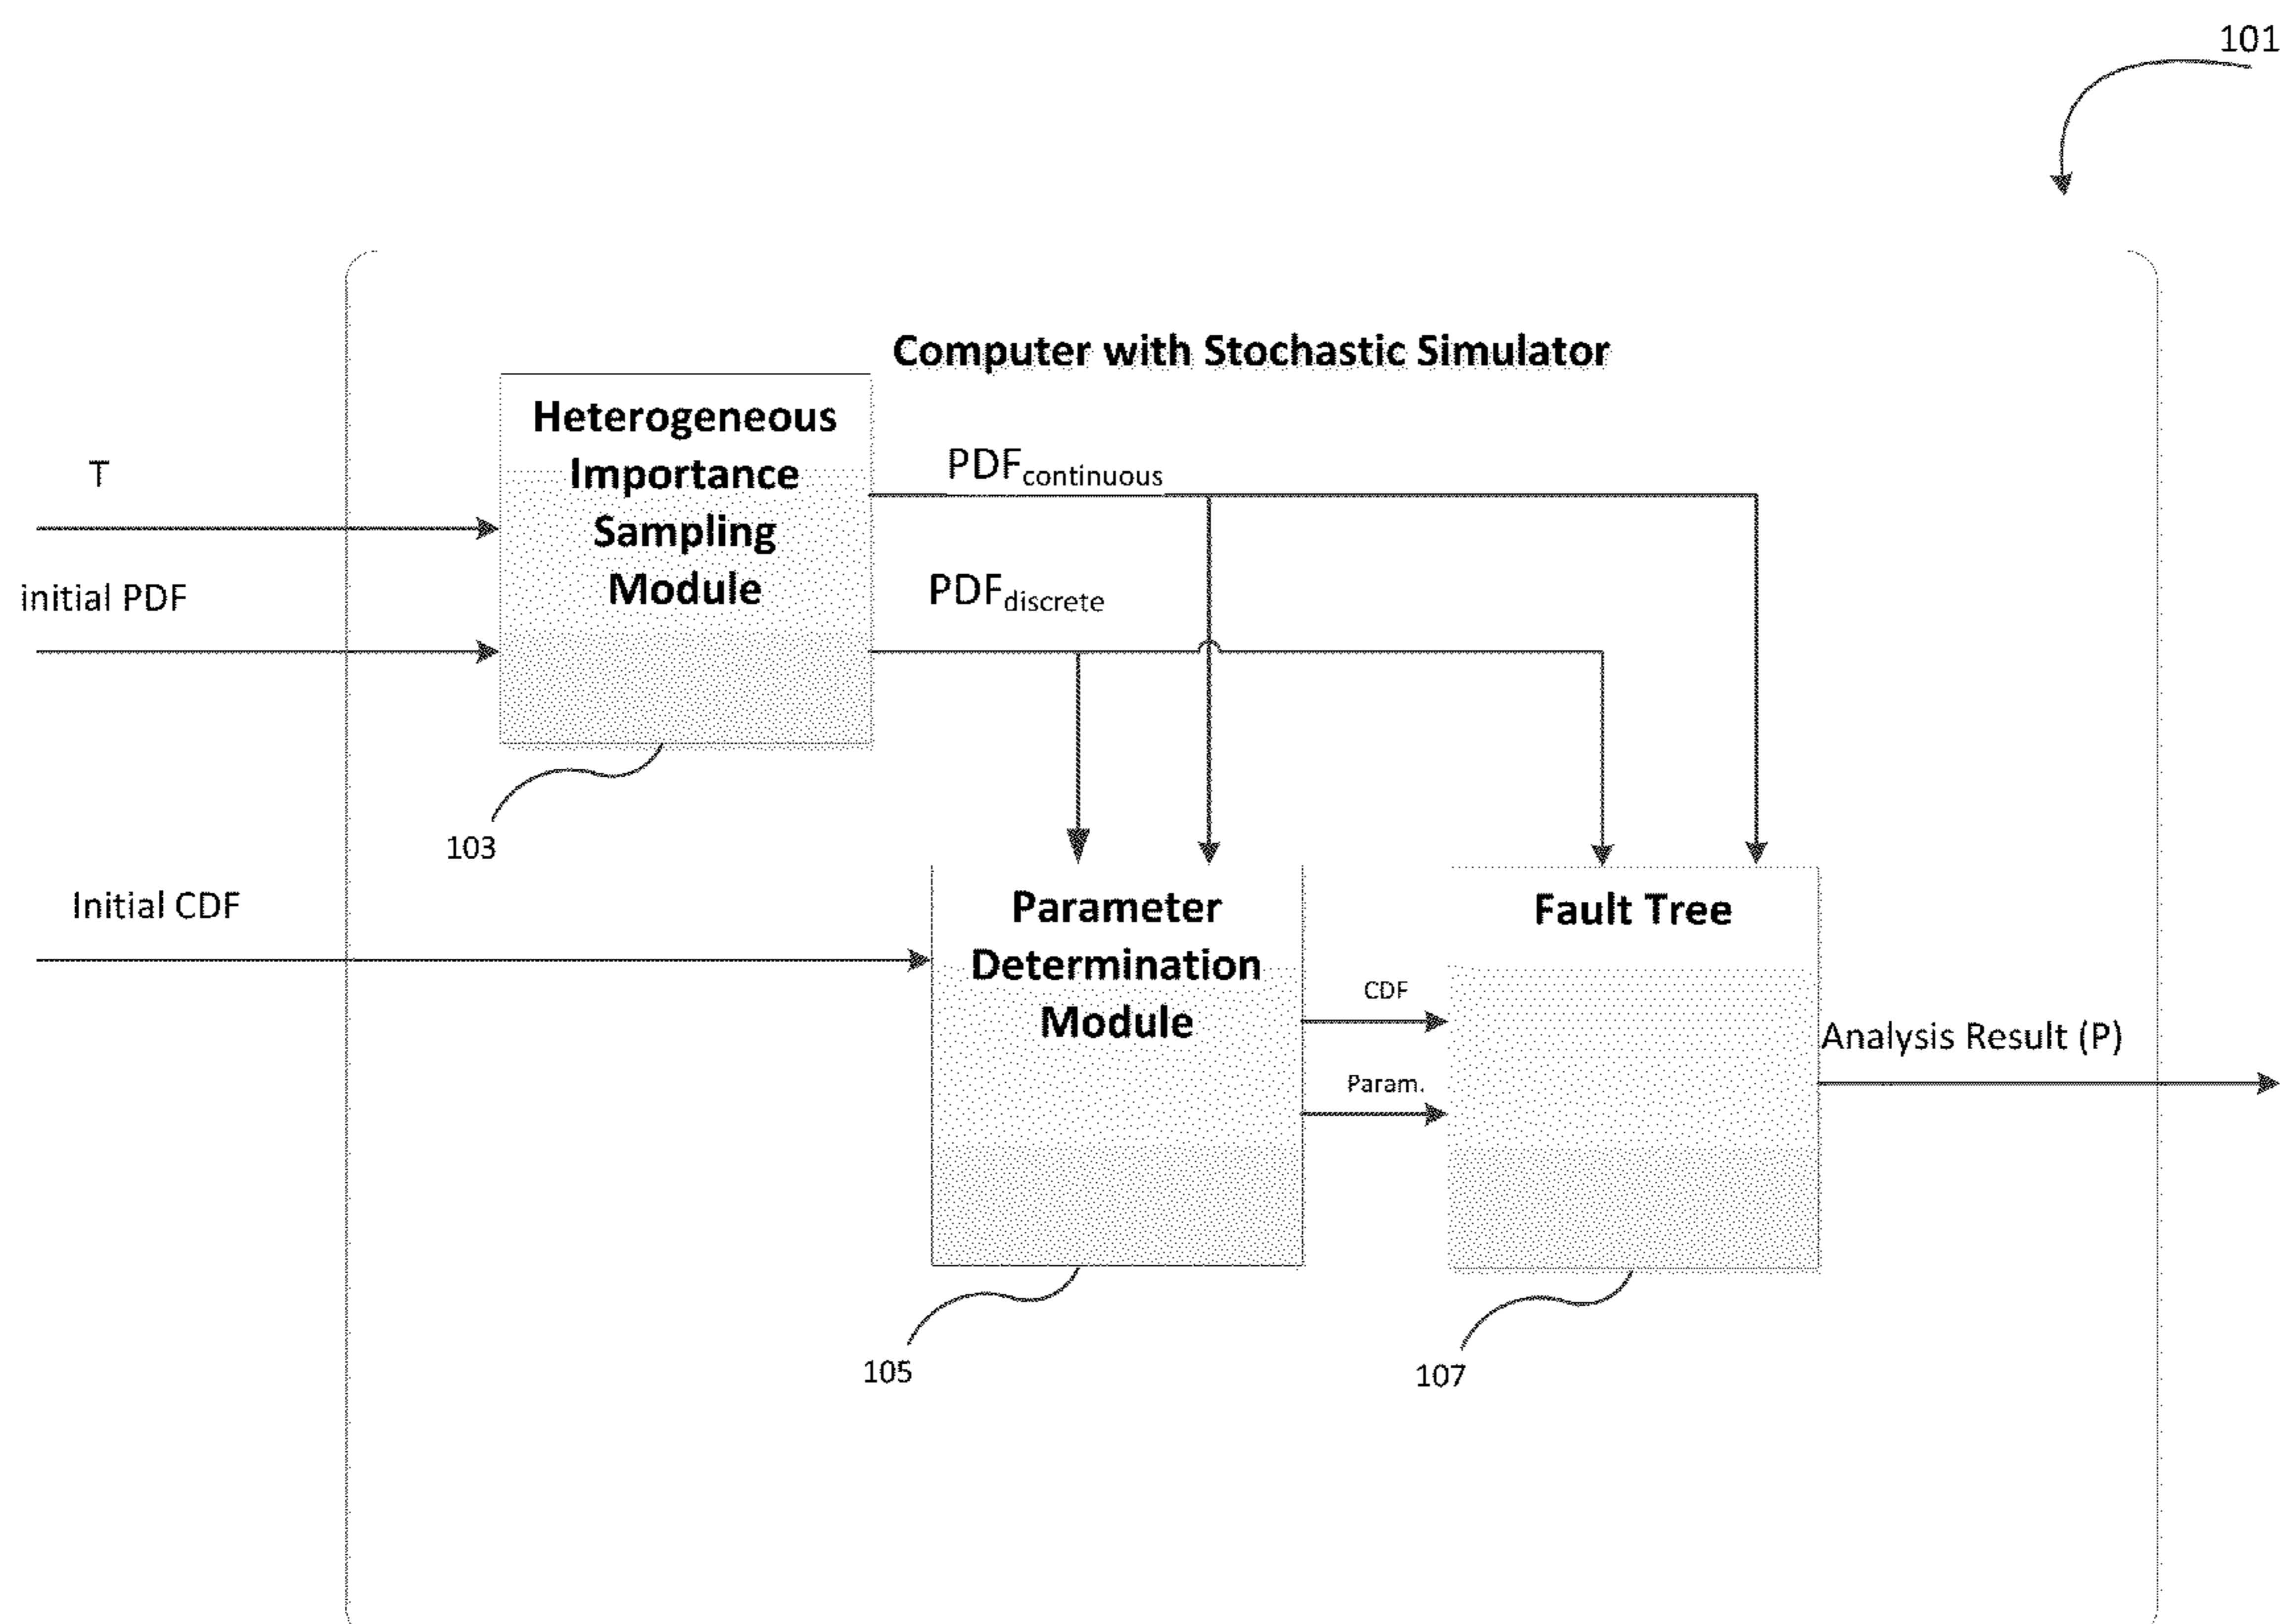 101
Computer with Stochastic Simulator
Heterogeneous
Importance
Sampling
Module
T
initial PDF
PDFcontinuous
PDFdiscrete
103
Initial CDF
Parameter
Determination
Module
CDF
Param.
Fault Tree
Analysis Result (P)
105
107